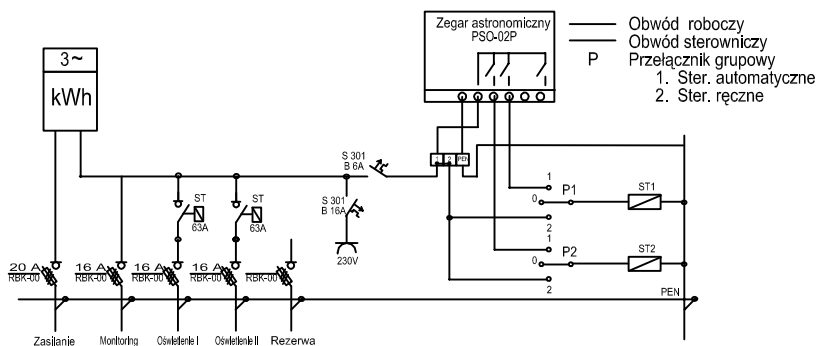 Zegar astronomiczny
PSO-02P
Obwód roboczy
Obwód sterowniczy
P Przełącznik grupowy
1. Ster. automatyczne
2. Ster. ręczne
3~
kWh
S 301
B 6A
1 2 PEN
ST
63A
ST
63A
S 301
B 16A
230V
1
0
P1
2
ST1
1
0
P2
2
ST2
20 A
RBK-00
16 A
RBK-00
16 A
RBK-00
16 A
RBK-00
RBK-00
PEN
Zasilanie
Monitoring
Oświetlenie I
Oświetlenie II
Rezerwa